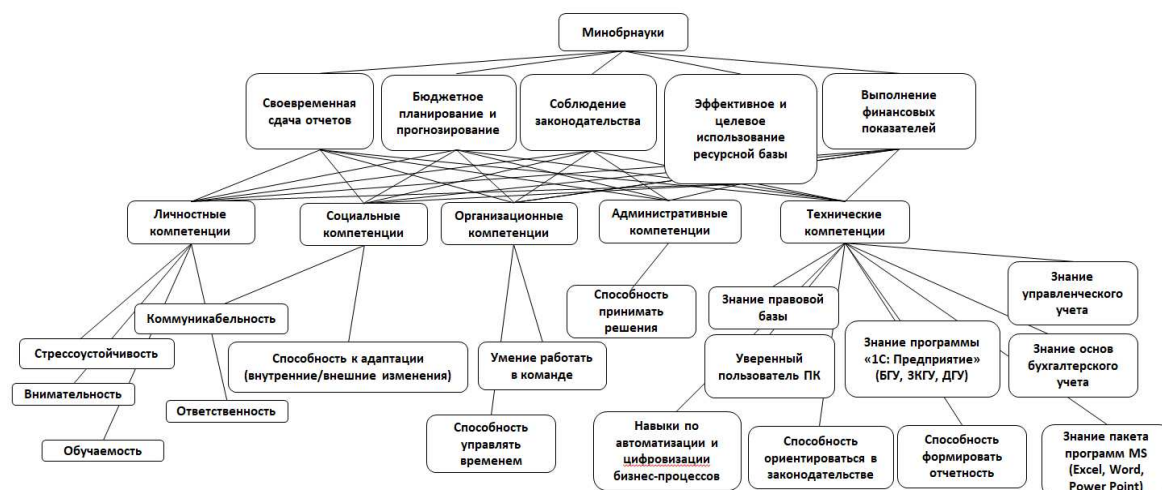 Минобрнауки
Своевременная
сдача отчетов
Бюджетное
планирование и
прогнозирование
Соблюдение
законодательства
Эффективное и
целевое
использование
ресурсной базы
Выполнение
финансовых
показателей
Личностные
компетенции
Социальные
компетенции
Организационные
компетенции
Административные
компетенции
Технические
компетенции
Коммуникабельность
Стрессоустойчивость
Внимательность
Ответственность
Обучаемость
Способность к адаптации
(внутренние/внешние изменения)
Умение работать
в команде
Способность
управлять
временем
Способность
принимать
решения
Знание правовой
базы
Уверенный
пользователь ПК
Навыки по
автоматизации и
цифровизации
бизнес-процессов
Способность
ориентироваться в
законодательстве
Знание программы
«1С: Предприятие»
(БГУ, ЗКГУ, ДГУ)
Способность
формировать
отчетность
Знание
управленческого
учета
Знание основ
бухгалтерского
учета
Знание пакета
программ MS
(Excel, Word,
Power Point)